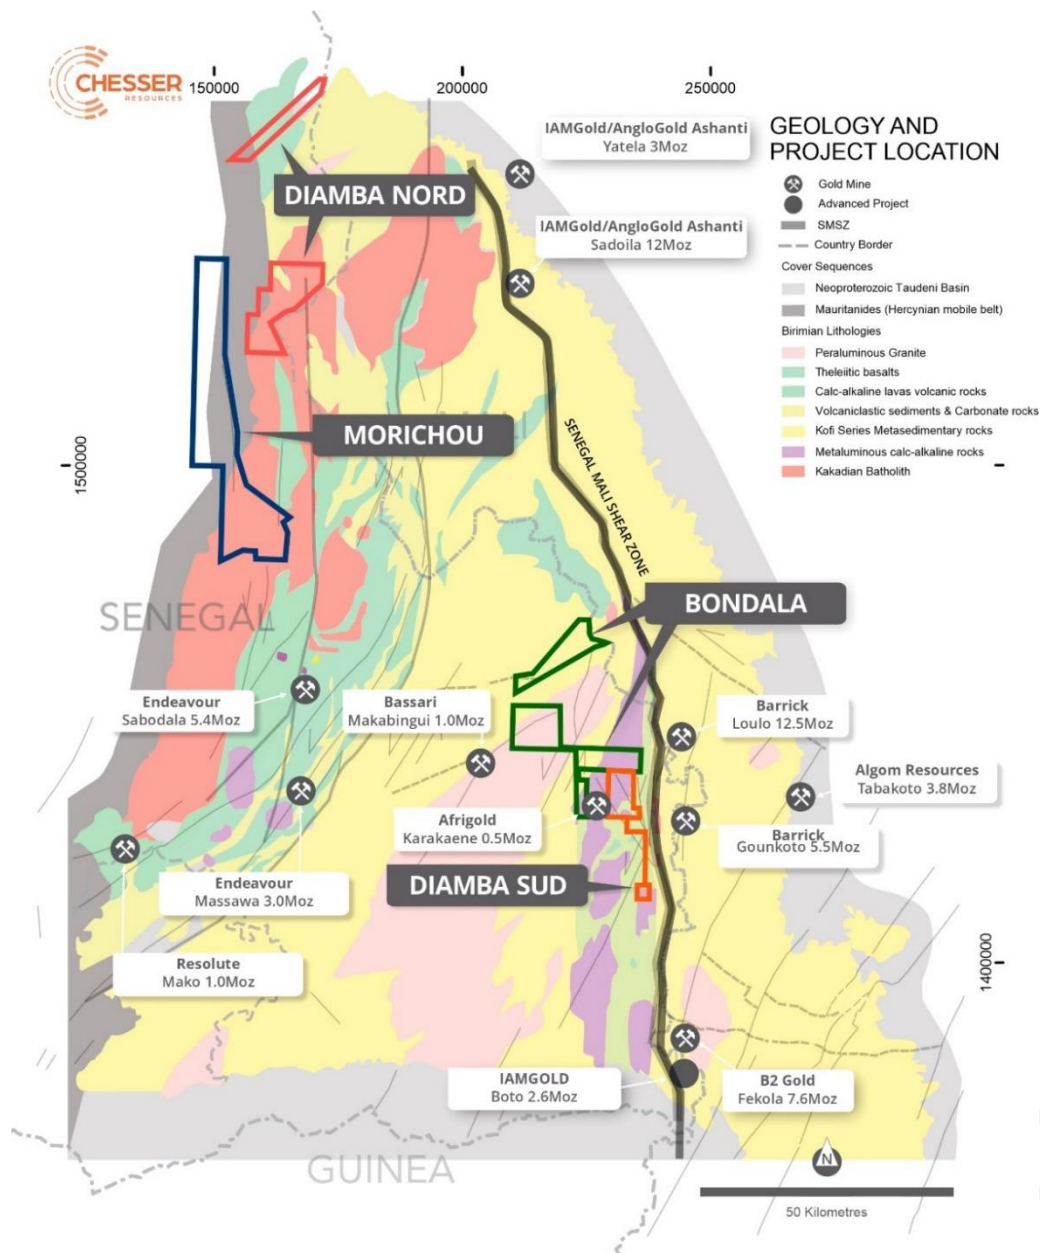 CHESSER
RESOURCES
150000
200000
250000
GEOLOGY AND
PROJECT LOCATION
Gold Mine
Advanced Project
SMSZ
Country Border
Cover Sequences
Neoproterozoic Taudeni Basin
Mauritanides (Hercynian mobile belt)
Birimian Lithologies
Peraluminous Granite
Theleiitic basalts
Calc-alkaline lavas volcanic rocks
Volcaniclastic sediments & Carbonate rocks
Kofi Series Metasedimentary rocks
Metaluminous calc-alkaline rocks
Kakadian Batholith
IAMGold/AngloGold Ashanti
Yatela 3Moz
DIAMBA NORD
IAMGold/AngloGold Ashanti
Sadoila 12Moz
MORICHOU
1500000
SENEGAL MALI SHEAR ZONE
SENEGAL
BONDALA
Endeavour
Sabodala 5.4Moz
Bassari
Makabingui 1.0Moz
Barrick
Loulo 12.5Moz
Algom Resources
Tabakoto 3.8Moz
Afrigold
Karakaene 0.5Moz
Barrick
Gounkoto 5.5Moz
DIAMBA SUD
Endeavour
Massawa 3.0Moz
Resolute
Mako 1.0Moz
1400000
IAMGOLD
Boto 2.6Moz
B2 Gold
Fekola 7.6Moz
GUINEA
N
50 Kilometres